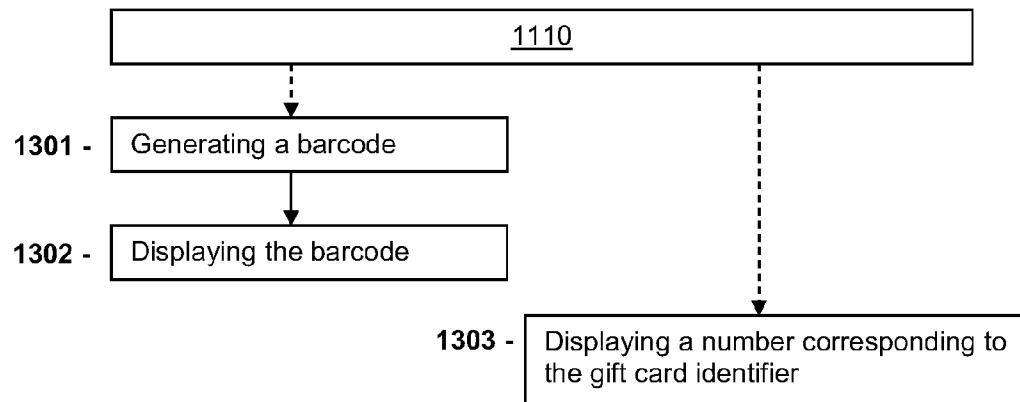 1110
1301 - Generating a barcode
1302 - Displaying the barcode
1303 - Displaying a number corresponding to
the gift card identifier